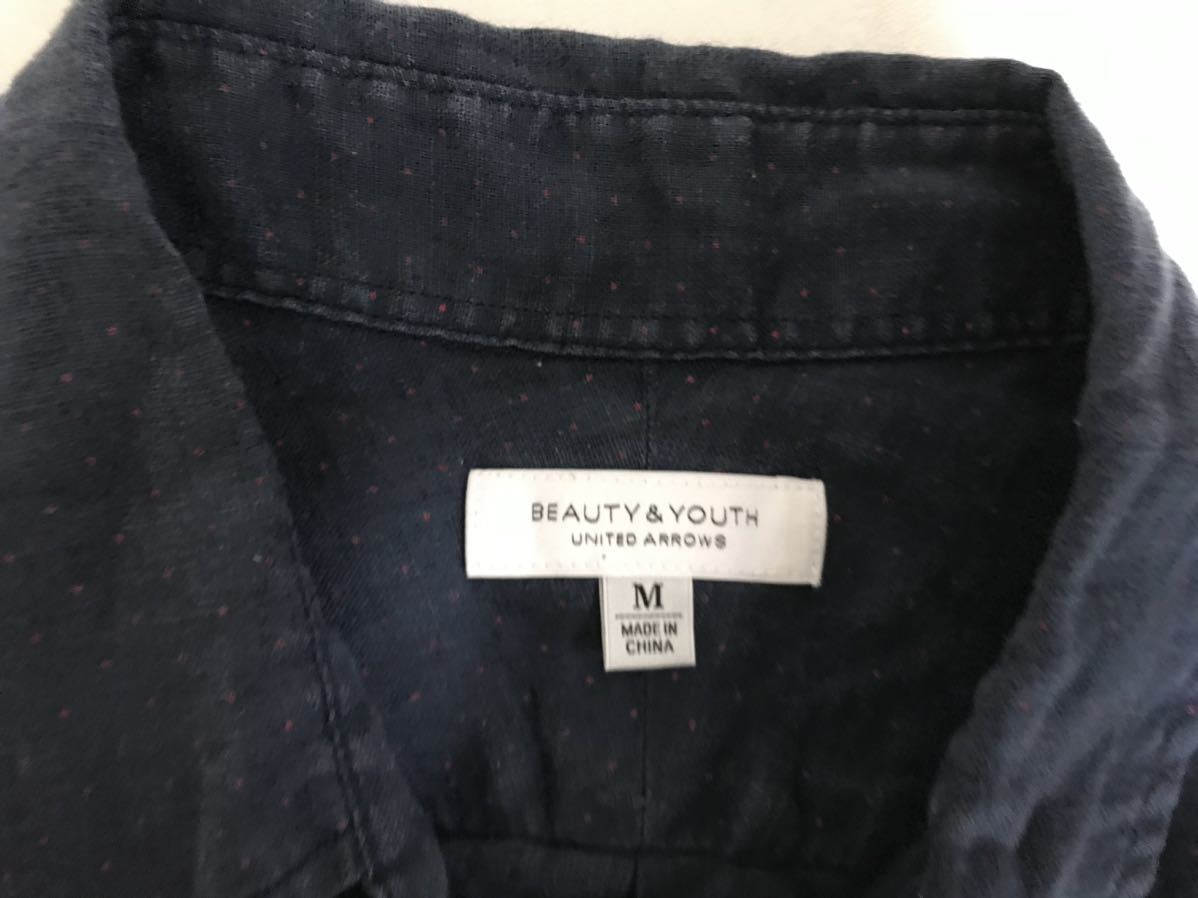 BEAUTY & YOUTH
UNITED ARROWS
M
MADE IN
CHINA